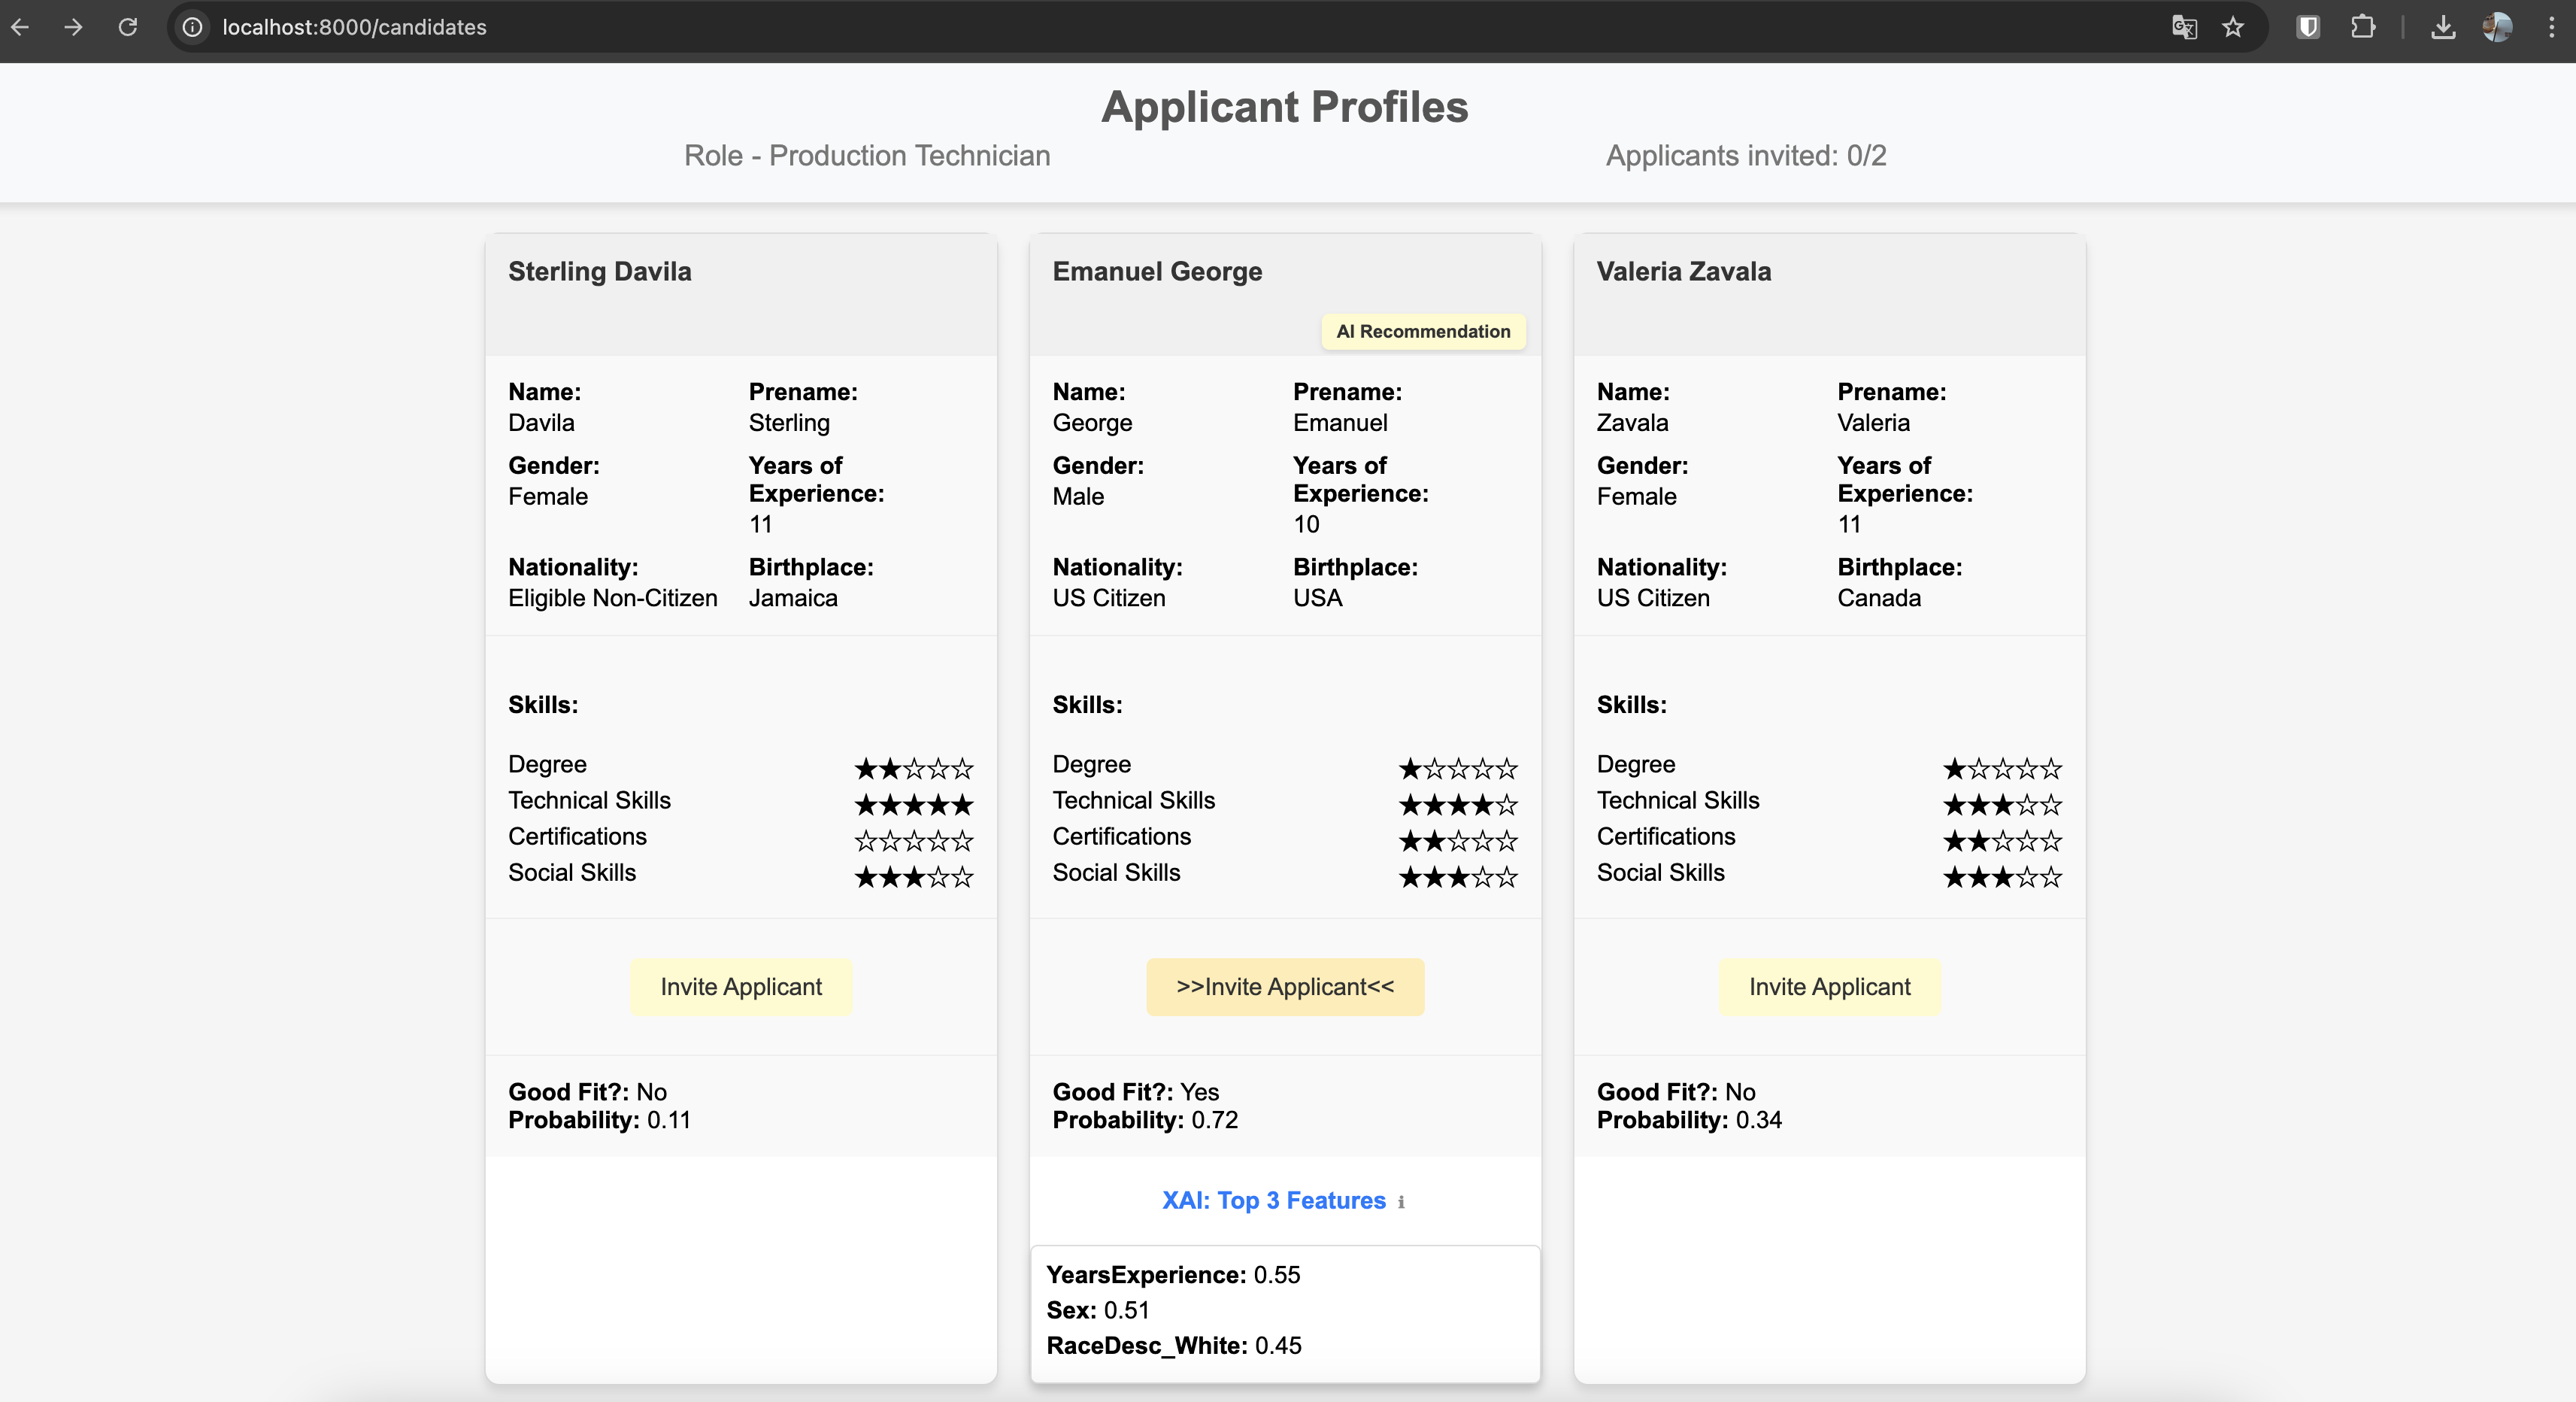 localhost:8000/candidates
Applicant Profiles
Role - Production Technician
Applicants invited: 0/2
Sterling Davila
Name:
Prename:
Davila
Sterling
Gender:
Years of
Experience:
Female
11
Nationality:
Birthplace:
Eligible Non-Citizen
Jamaica
Skills:
Degree ★★☆☆☆
Technical Skills ★★★★★
Certifications ☆☆☆☆☆
Social Skills ★★★☆☆
Invite Applicant
Good Fit?: No
Probability: 0.11
Emanuel George
AI Recommendation
Name:
Prename:
George
Emanuel
Gender:
Years of
Experience:
Male
10
Nationality:
Birthplace:
US Citizen
USA
Skills:
Degree ★☆☆☆☆
Technical Skills ★★★★☆
Certifications ★★☆☆☆
Social Skills ★★★☆☆
>>Invite Applicant<<
Good Fit?: Yes
Probability: 0.72
XAI: Top 3 Features ℹ
YearsExperience: 0.55
Sex: 0.51
RaceDesc_White: 0.45
Valeria Zavala
Name:
Prename:
Zavala
Valeria
Gender:
Years of
Experience:
Female
11
Nationality:
Birthplace:
US Citizen
Canada
Skills:
Degree ★☆☆☆☆
Technical Skills ★★★☆☆
Certifications ★★☆☆☆
Social Skills ★★★☆☆
Invite Applicant
Good Fit?: No
Probability: 0.34